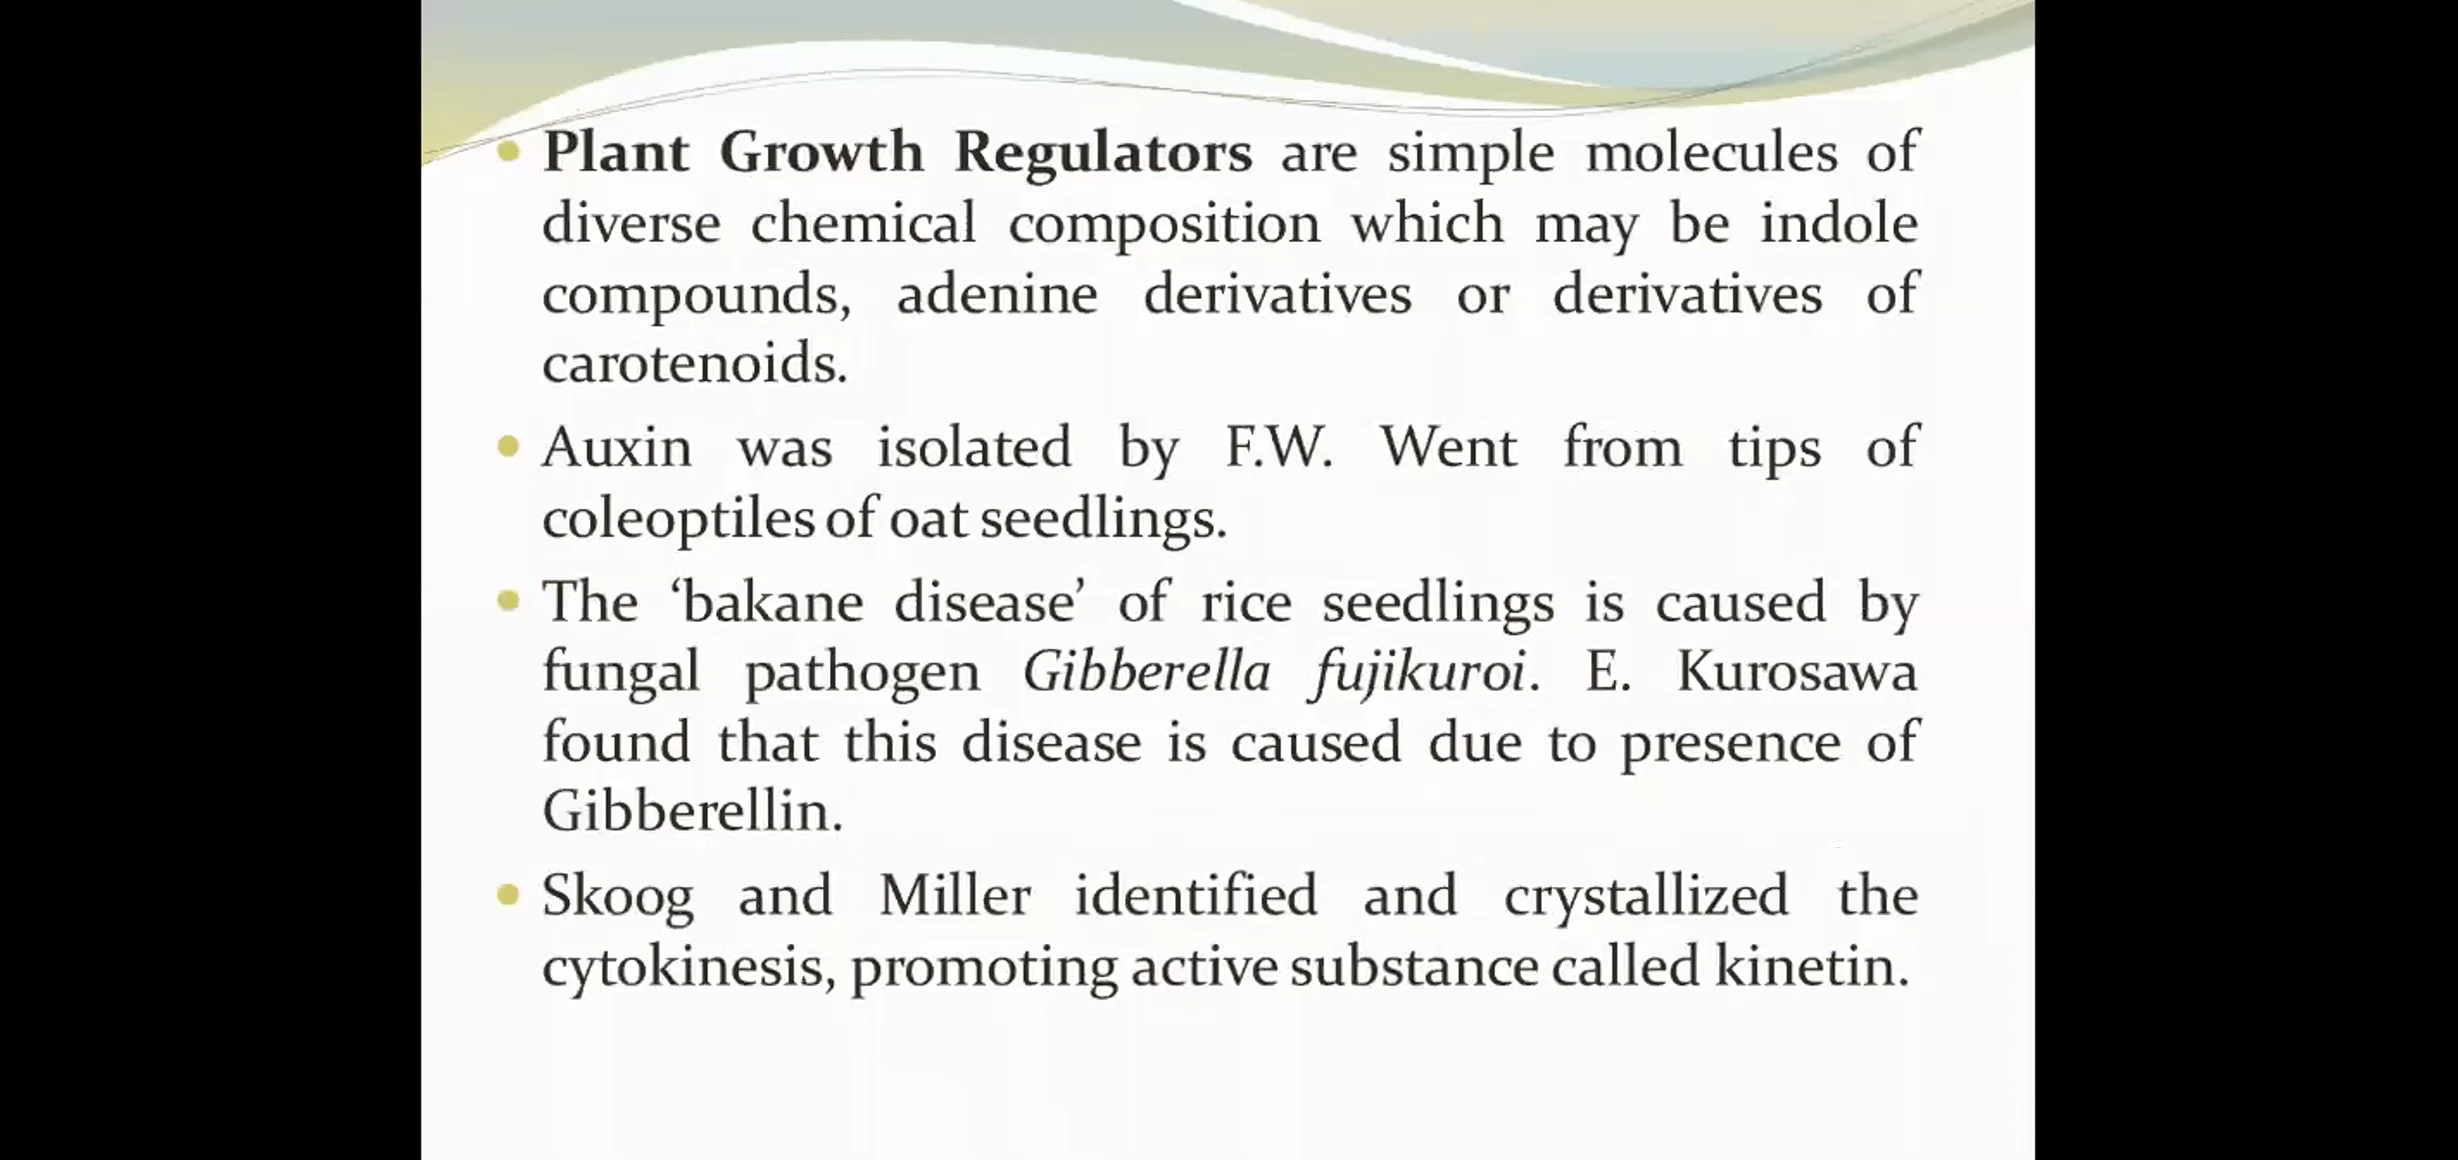 Plant Growth Regulators are simple molecules of
diverse chemical composition which may be indole
compounds, adenine derivatives or derivatives of
carotenoids.
Auxin was isolated by F.W. Went from tips of
coleoptiles of oat seedlings.
The ‘bakane disease’ of rice seedlings is caused by
fungal pathogen Gibberella fujikuroi. E. Kurosawa
found that this disease is caused due to presence of
Gibberellin.
Skoog and Miller identified and crystallized the
cytokinesis, promoting active substance called kinetin.